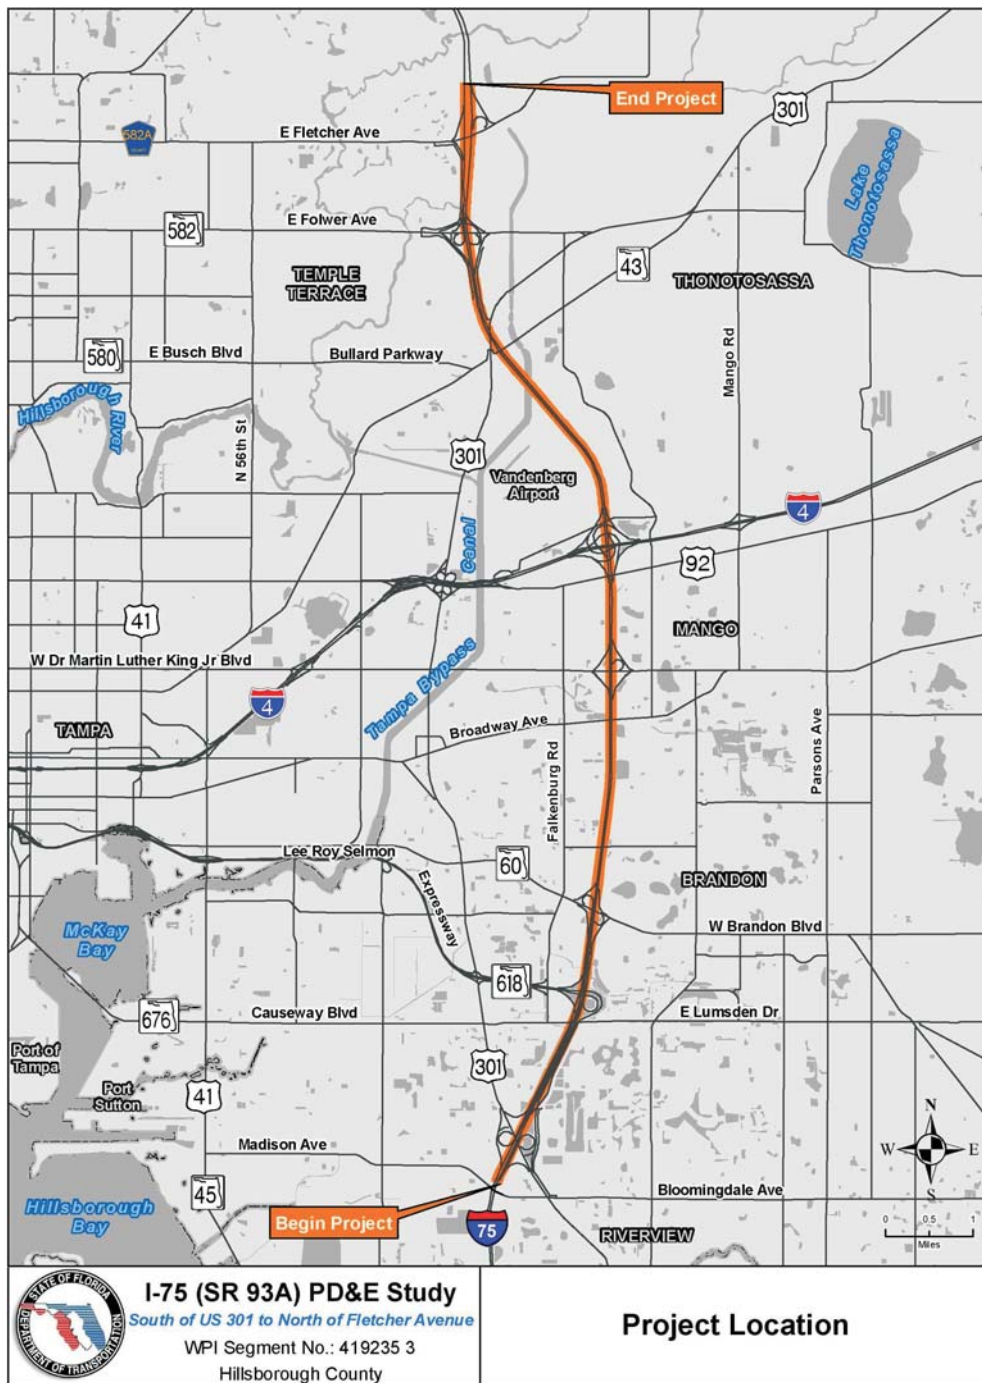 End Project
301
582A
E Fletcher Ave
Lake
Thonotosassa
582
E Folwer Ave
43
TEMPLE
TERRACE
THONOTOSASSA
580
E Busch Blvd
Bullard Parkway
Mango Rd
Hillsborough
River
N 56th St
301
Vandenberg
Airport
4
Canal
92
41
MANGO
W Dr Martin Luther King Jr Blvd
Tampa Bypass
4
TAMPA
Broadway Ave
Falkenburg Rd
Parsons Ave
Lee Roy Selmon
60
Expressway
BRANDON
W Brandon Blvd
McKay
Bay
618
676
Causeway Blvd
E Lumsden Dr
Port of
Tampa
301
Port
Sutton
41
N
W E
S
Madison Ave
45
Bloomingdale Ave
Hillsborough
Bay
Begin Project
75
RIVERVIEW
0 0.5 1
Miles
STATE OF FLORIDA
DEPARTMENT OF TRANSPORTATION
I-75 (SR 93A) PD&E Study
South of US 301 to North of Fletcher Avenue
WPI Segment No.: 419235 3
Hillsborough County
Project Location